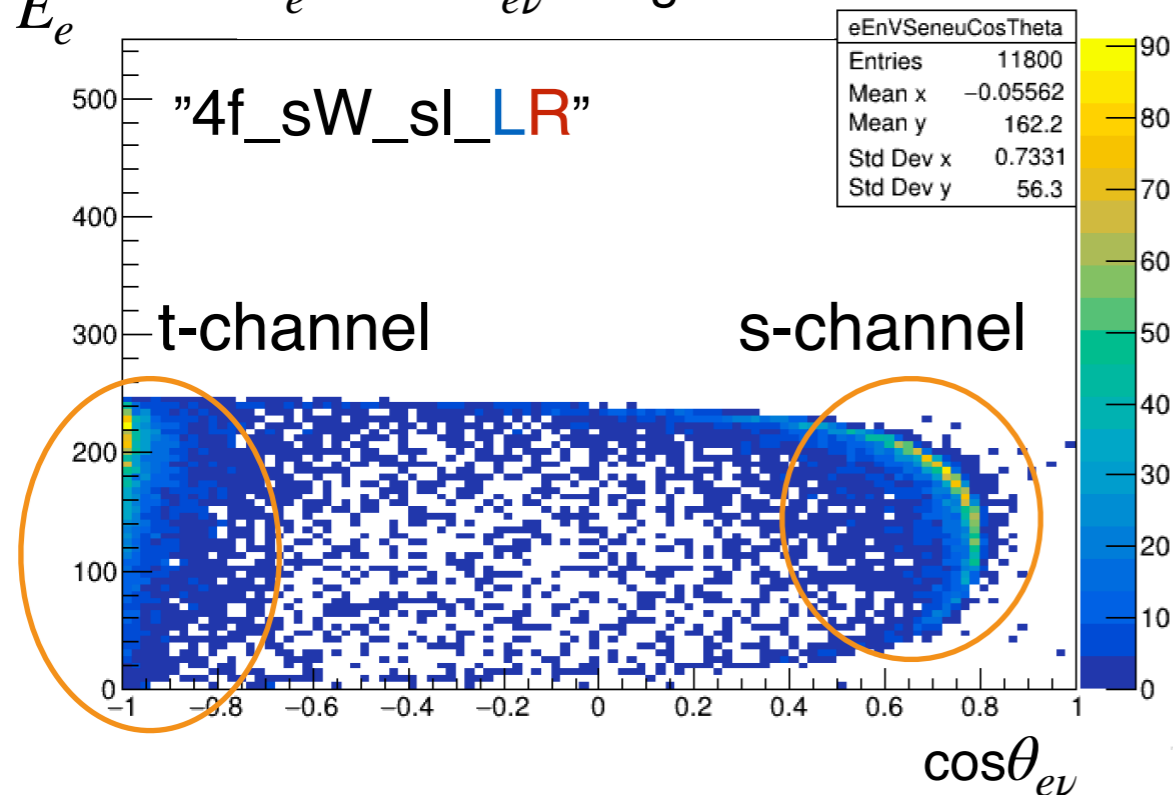 E_e
e
eν
eEnVSeneuCosTheta
Entries 11800
Mean x −0.05562
Mean y 162.2
Std Dev x 0.7331
Std Dev y 56.3
"4f_sW_sl_LR"
t-channel
s-channel
500
400
300
200
100
0
−1 −0.8 −0.6 −0.4 −0.2 0 0.2 0.4 0.6 0.8 1
cosθ_eν
90
80
70
60
50
40
30
20
10
0